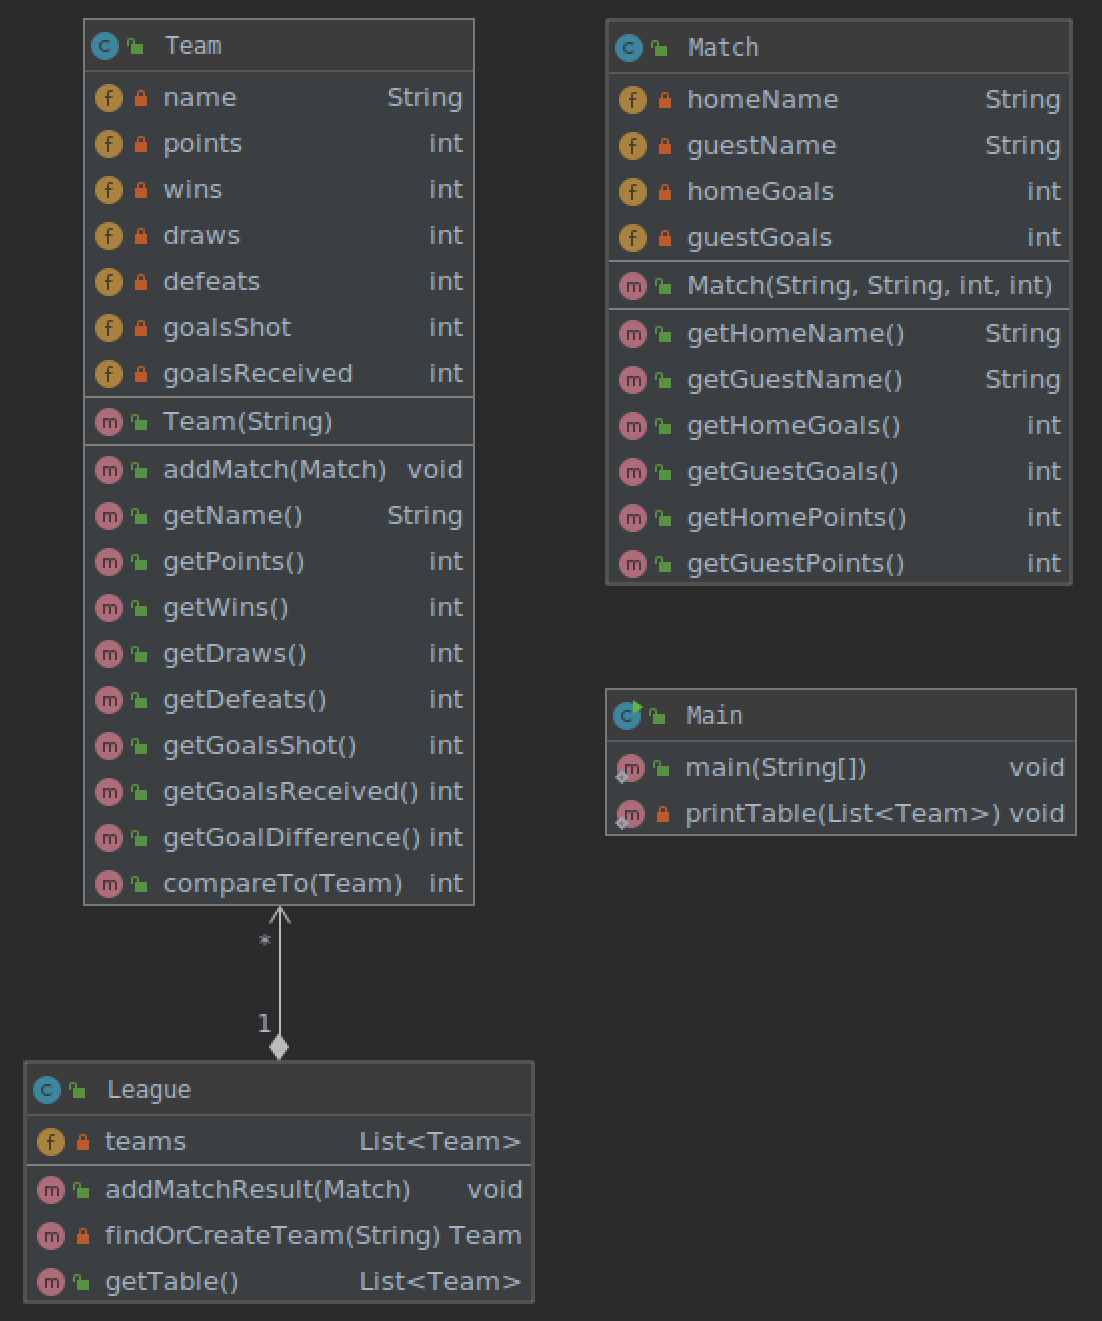 Team
name String
points int
wins int
draws int
defeats int
goalsShot int
goalsReceived int
Team(String)
addMatch(Match) void
getName() String
getPoints() int
getWins() int
getDraws() int
getDefeats() int
getGoalsShot() int
getGoalsReceived() int
getGoalDifference() int
compareTo(Team) int
Match
homeName String
guestName String
homeGoals int
guestGoals int
Match(String, String, int, int)
getHomeName() String
getGuestName() String
getHomeGoals() int
getGuestGoals() int
getHomePoints() int
getGuestPoints() int
Main
main(String[]) void
printTable(List<Team>) void
*
1
League
teams List<Team>
addMatchResult(Match) void
findOrCreateTeam(String) Team
getTable() List<Team>